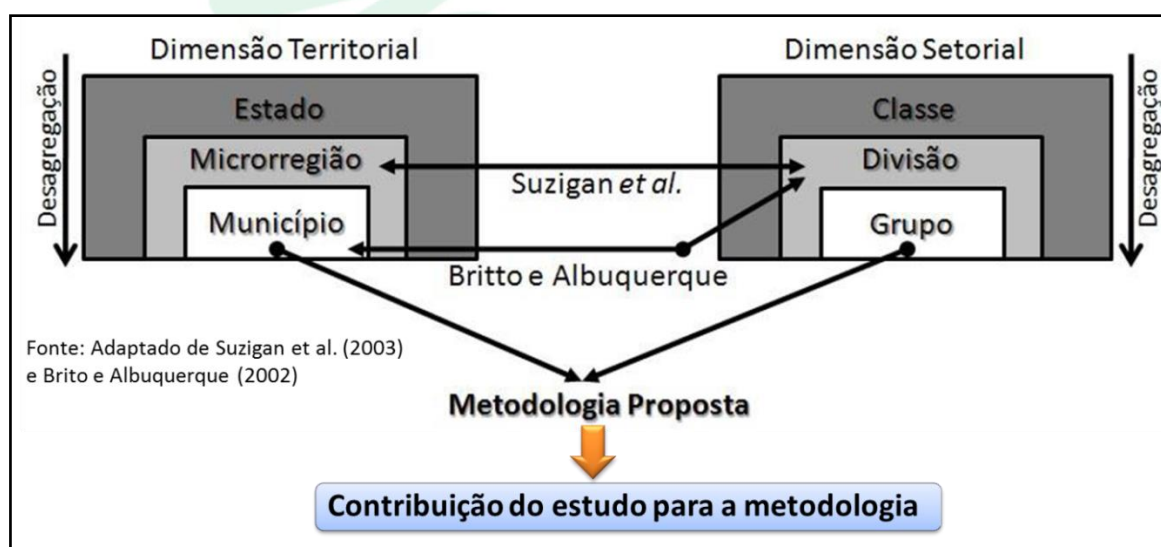 Dimensão Territorial
Dimensão Setorial
Desagregação
Estado
Microrregião
Município
Classe
Divisão
Grupo
Desagregação
Suzigan et al.
Britto e Albuquerque
Fonte: Adaptado de Suzigan et al. (2003)
e Brito e Albuquerque (2002)
Metodologia Proposta
Contribuição do estudo para a metodologia